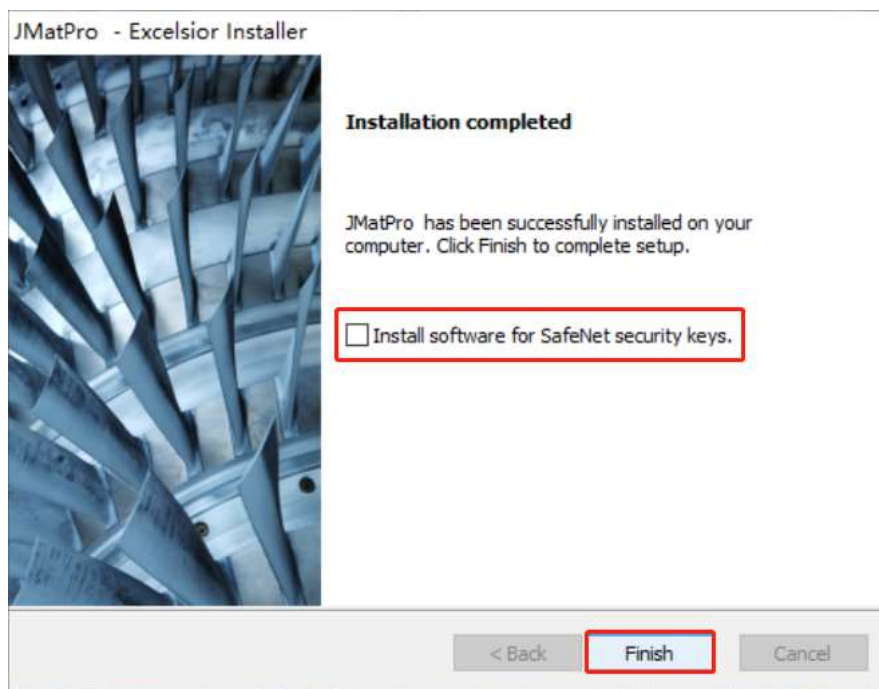 JMatPro - Excelsior Installer
Installation completed
JMatPro has been successfully installed on your
computer. Click Finish to complete setup.
Install software for SafeNet security keys.
< Back Finish Cancel